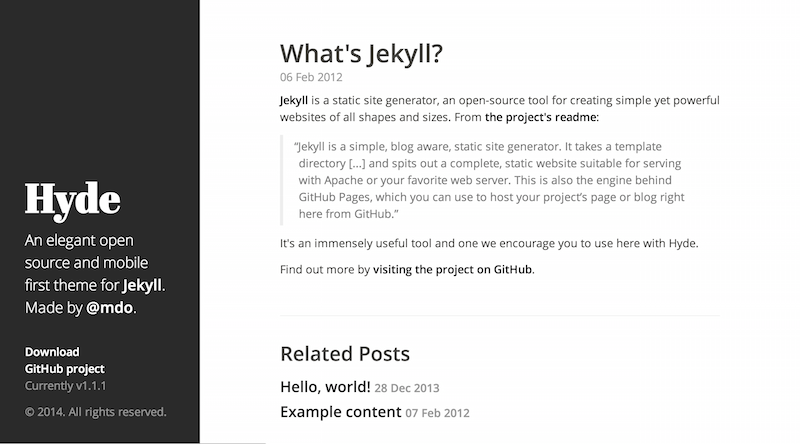 Hyde
An elegant open
source and mobile
first theme for Jekyll.
Made by @mdo.
Download
GitHub project
Currently v1.1.1
© 2014. All rights reserved.
What's Jekyll?
06 Feb 2012
Jekyll is a static site generator, an open-source tool for creating simple yet powerful
websites of all shapes and sizes. From the project's readme:
“Jekyll is a simple, blog aware, static site generator. It takes a template
directory [...] and spits out a complete, static website suitable for serving
with Apache or your favorite web server. This is also the engine behind
GitHub Pages, which you can use to host your project’s page or blog right
here from GitHub.”
It's an immensely useful tool and one we encourage you to use here with Hyde.
Find out more by visiting the project on GitHub.
Related Posts
Hello, world! 28 Dec 2013
Example content 07 Feb 2012